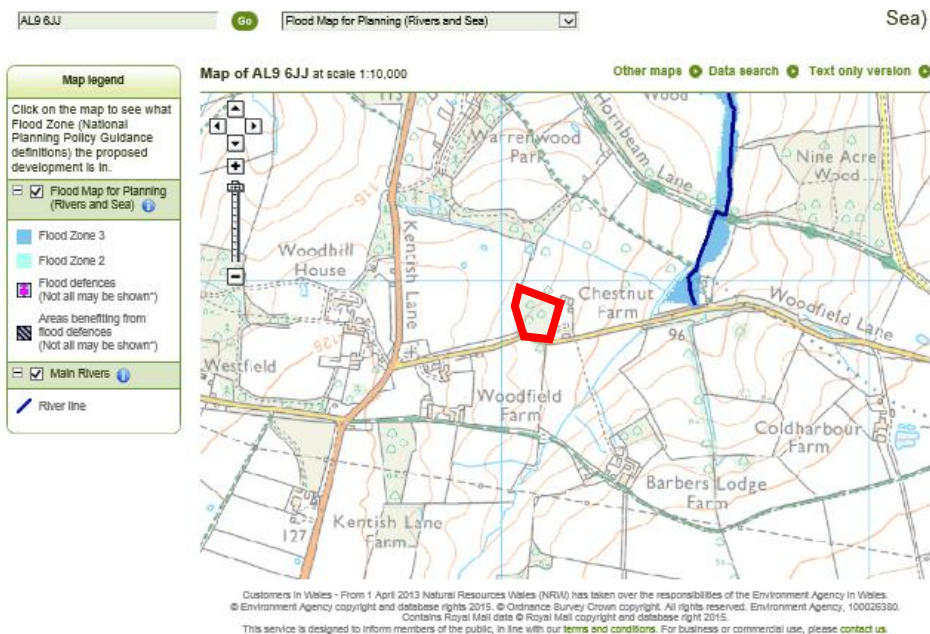 AL9 6JJ
Go
Flood Map for Planning (Rivers and Sea)
Sea)
Map legend
Click on the map to see what
Flood Zone (National
Planning Policy Guidance
definitions) the proposed
development is in.
Flood Map for Planning
(Rivers and Sea)
Flood Zone 3
Flood Zone 2
Flood defences
(Not all may be shown*)
Areas benefiting from
flood defences
(Not all may be shown*)
Main Rivers
River line
Map of AL9 6JJ at scale 1:10,000
Other maps Data search Text only version
113
Wood
Warrenwood
Park
Hornbeam Lane
Nine Acre
Wood
116
Kentish Lane
Woodhill
House
126
Chestnut
Farm
Woodfield Lane
96
Westfield
Woodfield
Farm
Coldharbour
Farm
Barbers Lodge
Farm
Kentish Lane
Farm
127
Customers in Wales - From 1 April 2013 Natural Resources Wales (NRW) has taken over the responsibilities of the Environment Agency in Wales.
© Environment Agency copyright and database rights 2015. © Ordnance Survey Crown copyright. All rights reserved. Environment Agency, 100026380.
Contains Royal Mail data © Royal Mail copyright and database right 2015.
This service is designed to inform members of the public, in line with our terms and conditions. For business or commercial use, please contact us.